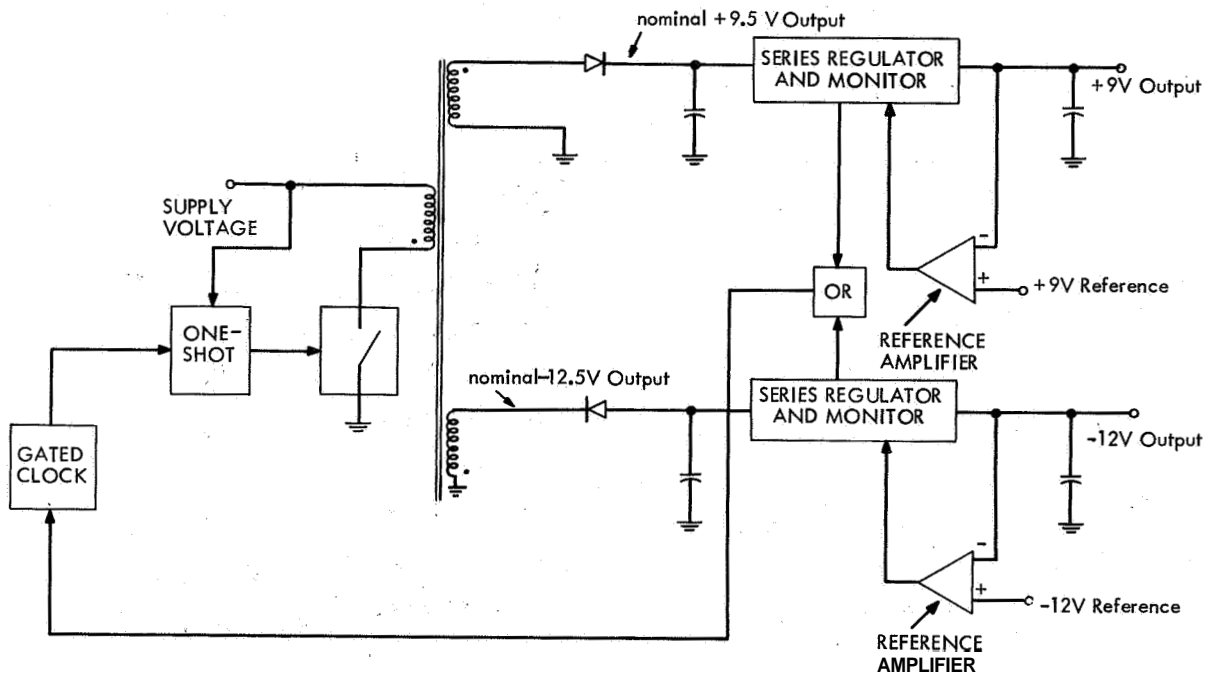 nominal +9.5 V Output
SERIES REGULATOR
AND MONITOR
+9V Output
SUPPLY
VOLTAGE
-
+
+9V Reference
OR
ONE-
SHOT
REFERENCE
AMPLIFIER
nominal-12.5V Output
SERIES REGULATOR
AND MONITOR
-12V Output
GATED
CLOCK
-
+
-12V Reference
REFERENCE
AMPLIFIER